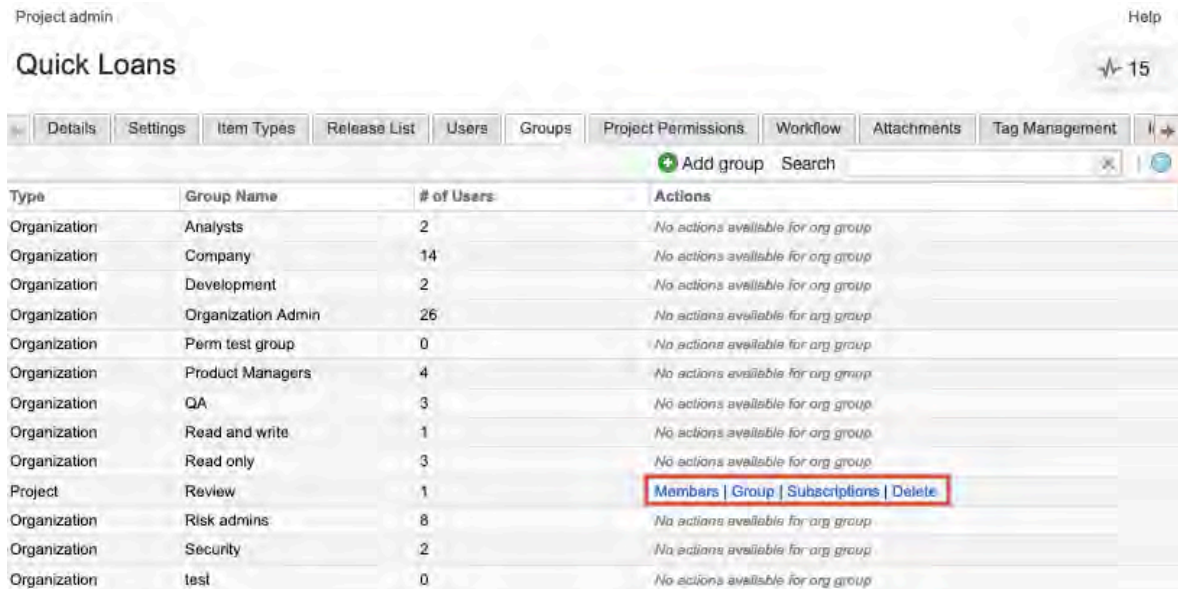 Project admin Help
Quick Loans 15
Details Settings Item Types Release List Users Groups Project Permissions Workflow Attachments Tag Management
Add group Search
Type Group Name # of Users Actions
Organization Analysts 2 No actions available for org group
Organization Company 14 No actions available for org group
Organization Development 2 No actions available for org group
Organization Organization Admin 26 No actions available for org group
Organization Perm test group 0 No actions available for org group
Organization Product Managers 4 No actions available for org group
Organization QA 3 No actions available for org group
Organization Read and write 1 No actions available for org group
Organization Read only 3 No actions available for org group
Project Review 1 Members | Group | Subscriptions | Delete
Organization Risk admins 8 No actions available for org group
Organization Security 2 No actions available for org group
Organization test 0 No actions available for org group